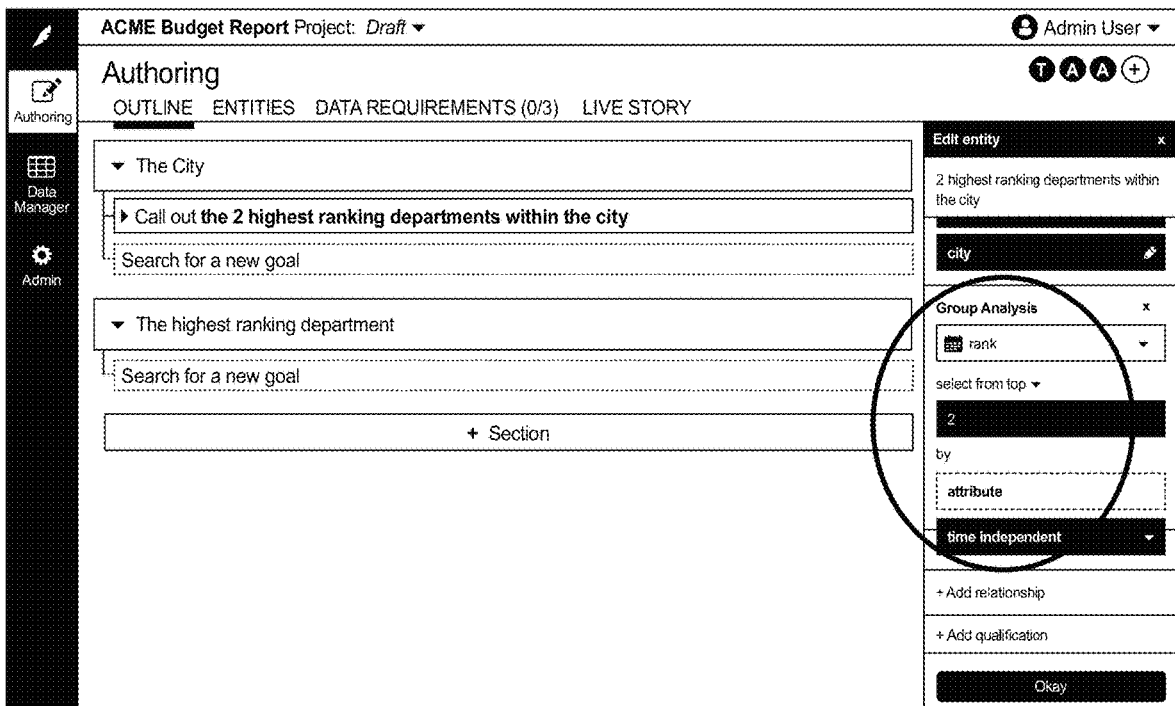 ACME Budget Report Project: Draft
Admin User
Authoring
T A A +
Authoring
OUTLINE ENTITIES DATA REQUIREMENTS (0/3) LIVE STORY
Data
Manager
Admin
The City
Call out the 2 highest ranking departments within the city
Search for a new goal
The highest ranking department
Search for a new goal
+ Section
Edit entity x
2 highest ranking departments within
the city
city
Group Analysis x
rank
select from top
2
by
attribute
time independent
+ Add relationship
+ Add qualification
Okay